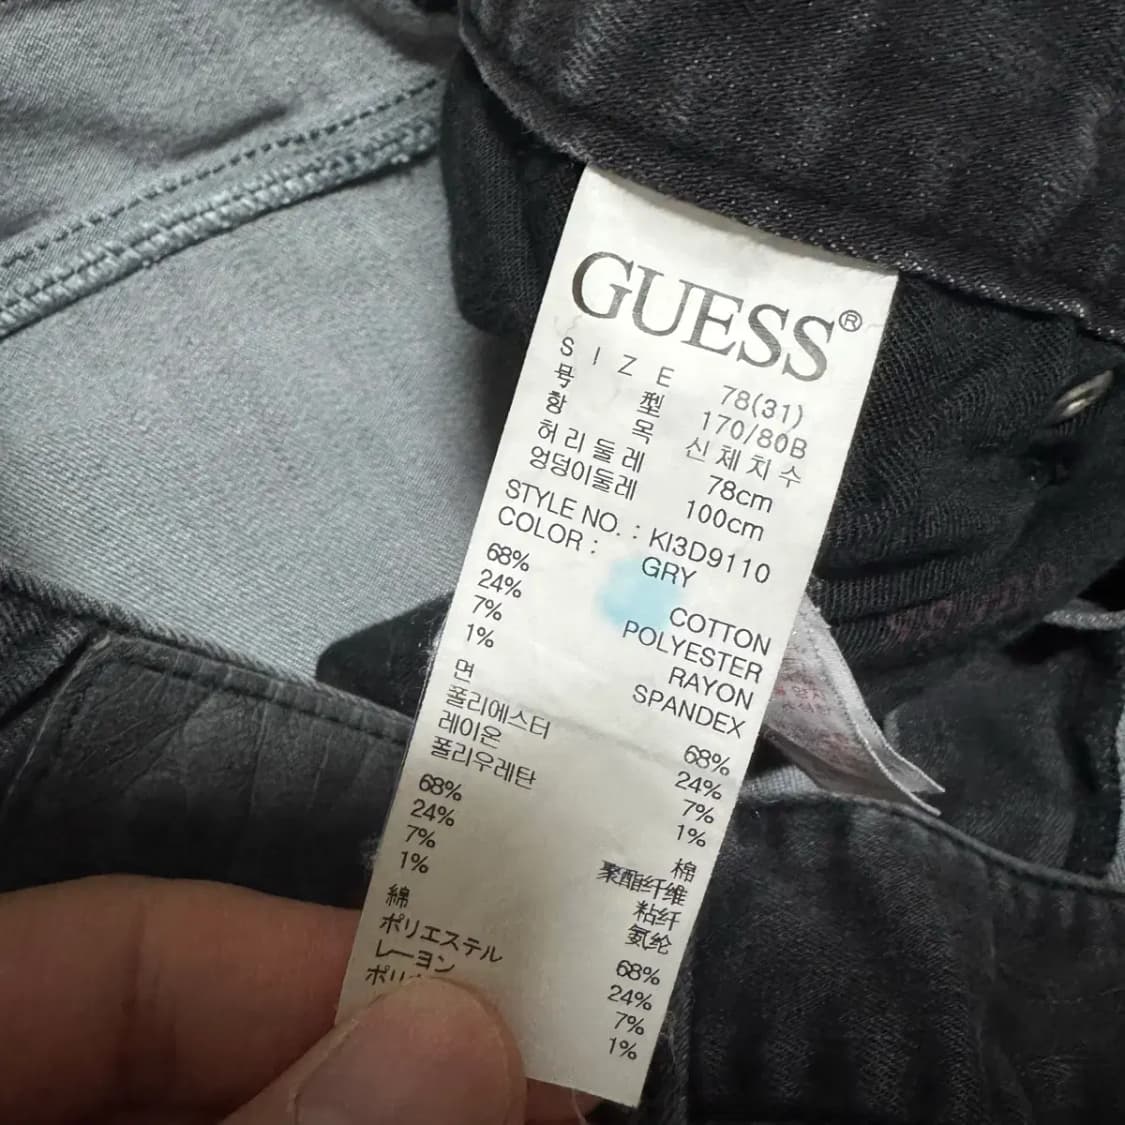 GUESS®
SIZE 78(31)
号型 170/80B
항목 신체치수
허리둘레 78cm
엉덩이둘레 100cm
STYLE NO. : KI3D9110
COLOR : GRY
68% COTTON
24% POLYESTER
7% RAYON
1% SPANDEX
면 68%
폴리에스터 24%
레이온 7%
폴리우레탄 1%
68% 棉
24% 聚酯纤维
7% 粘纤
1% 氨纶
綿 68%
ポリエステル 24%
レーヨン 7%
ポリ 1%